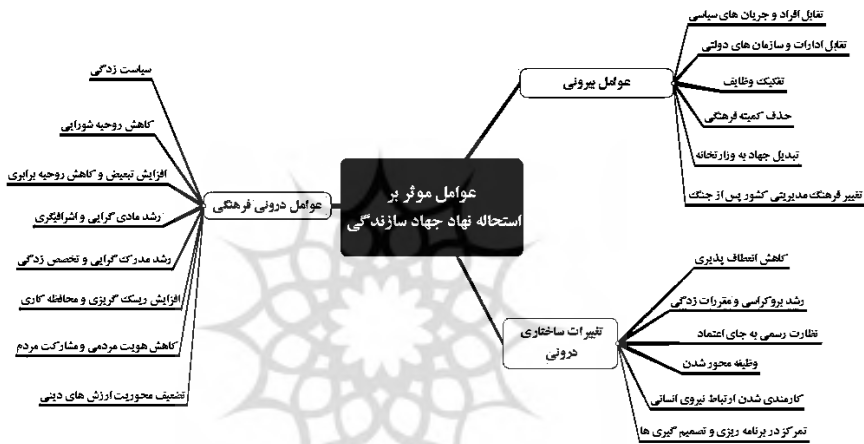 عوامل موثر بر
استحاله نهاد جهاد سازندگی
عوامل بیرونی
تقابل افراد و جریان های سیاسی
تقابل ادارات و سازمان های دولتی
تفکیک وظایف
حذف کمیته فرهنگی
تبدیل جهاد به وزارتخانه
تغییر فرهنگ مدیریتی کشور پس از جنگ
تغییرات ساختاری
درونی
کاهش انعطاف پذیری
رشد بروکراسی و مقررات زدگی
نظارت رسمی به جای اعتماد
وظیفه محور شدن
کارمندی شدن ارتباط نیروی انسانی
تمرکز در برنامه ریزی و تصمیم گیری ها
عوامل درونی فرهنگی
سیاست زدگی
کاهش روحیه شورایی
افزایش تبعیض و کاهش روحیه برابری
رشد مادی گرایی و اشرافیگری
رشد مدرک گرایی و تخصص زدگی
افزایش ریسک گریزی و محافظه کاری
کاهش هویت مردمی و مشارکت مردم
تضعیف محوریت ارزش های دینی